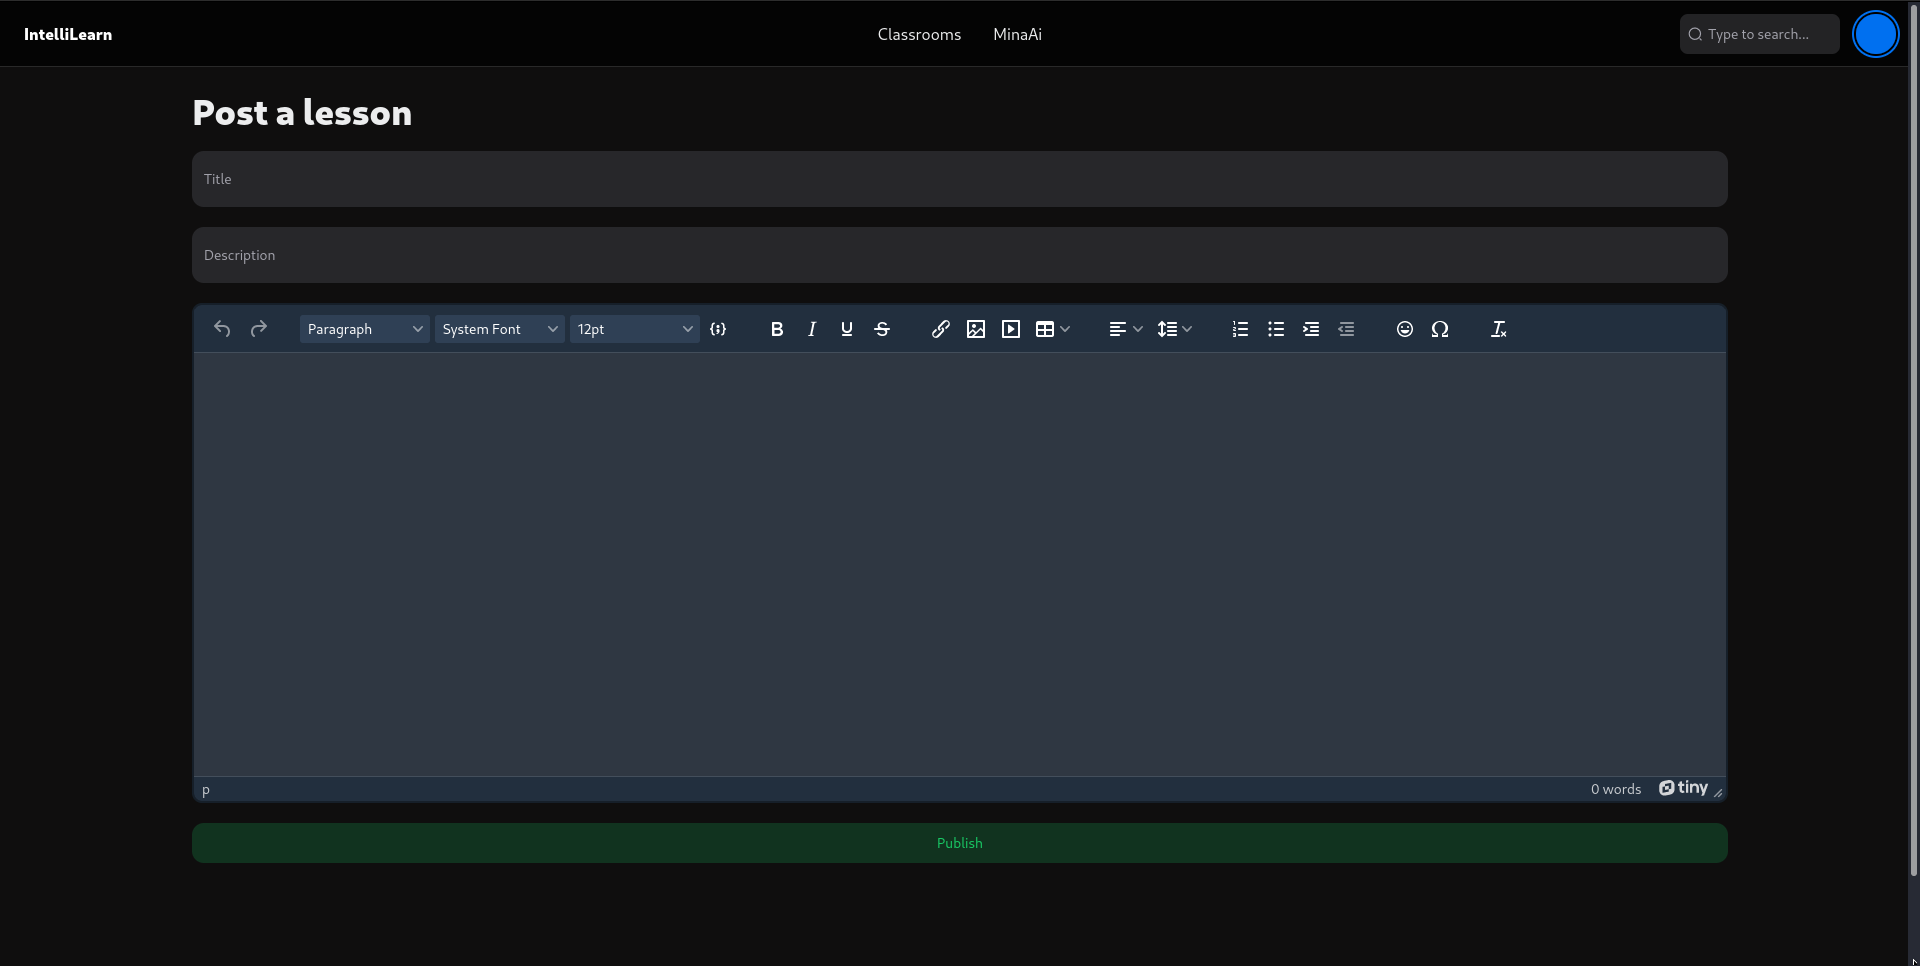 IntelliLearn
Classrooms MinaAi
Type to search...
Post a lesson
Title
Description
Paragraph System Font 12pt
p
0 words tiny
Publish